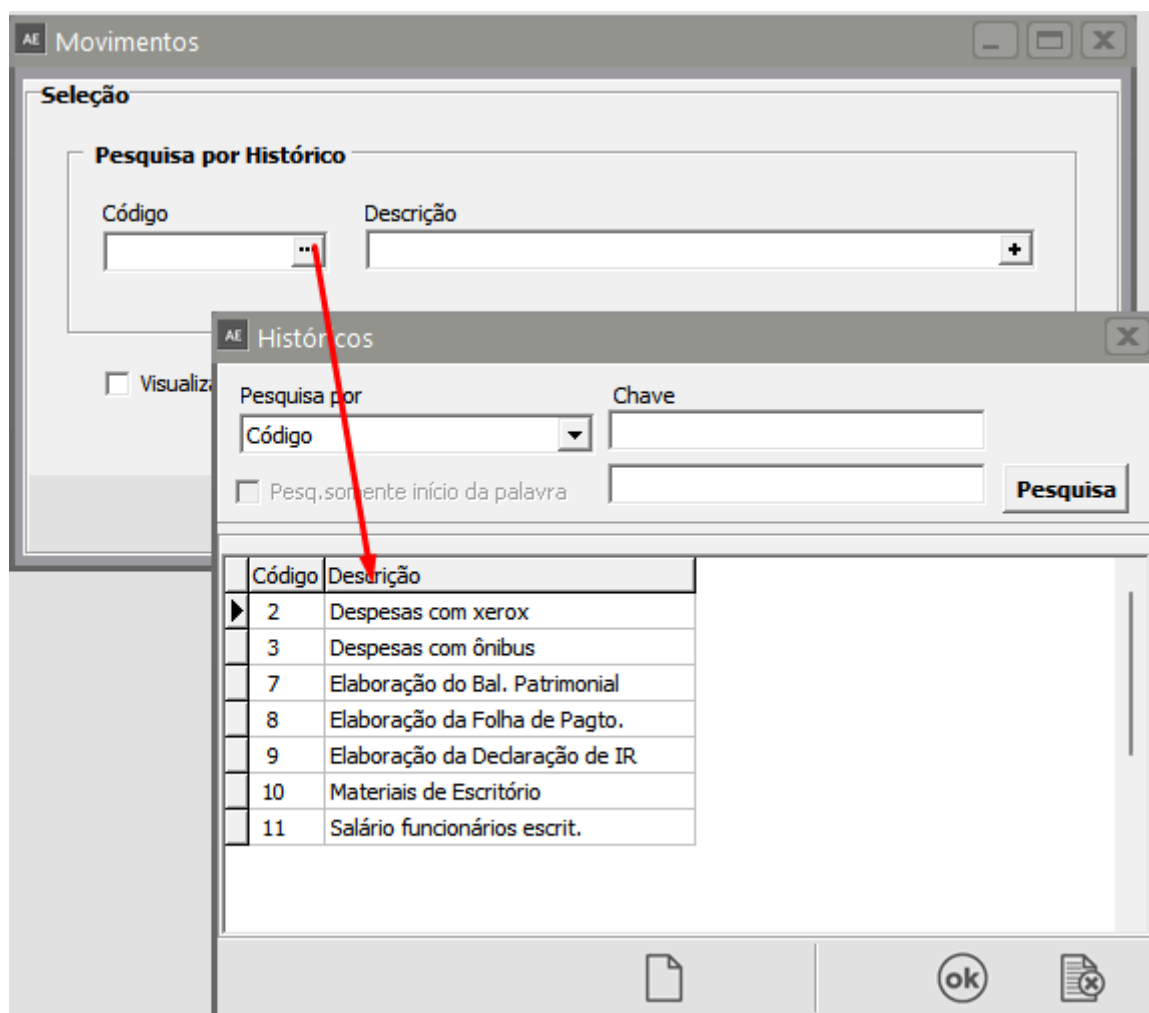 AE Movimentos
Seleção
Pesquisa por Histórico
Código Descrição
... +
AE Históricos
Visualiza
Pesquisa por Chave
Código
Pesq.somente início da palavra Pesquisa
Código Descrição
2 Despesas com xerox
3 Despesas com ônibus
7 Elaboração do Bal. Patrimonial
8 Elaboração da Folha de Pagto.
9 Elaboração da Declaração de IR
10 Materiais de Escritório
11 Salário funcionários escrit.
ok